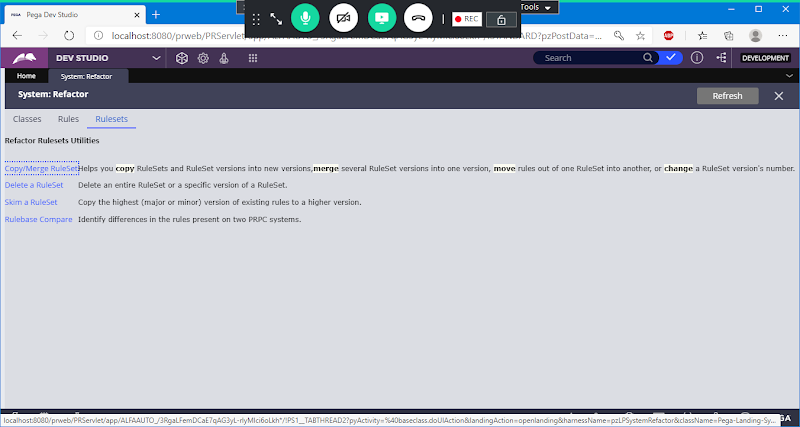 Pega Dev Studio
Tools
REC
localhost:8080/prweb/PRServlet/app/
ARD?pzPostData=...
DEV STUDIO
Search
DEVELOPMENT
Home
System: Refactor
System: Refactor
Refresh
Classes Rules Rulesets
Refactor Rulesets Utilities
Copy/Merge RuleSet Helps you copy RuleSets and RuleSet versions into new versions,merge several RuleSet versions into one version, move rules out of one RuleSet into another, or change a RuleSet version's number.
Delete a RuleSet Delete an entire RuleSet or a specific version of a RuleSet.
Skim a RuleSet Copy the highest (major or minor) version of existing rules to a higher version.
Rulebase Compare Identify differences in the rules present on two PRPC systems.
localhost:8080/prweb/PRServlet/app/ALFAAUTO_/3RgaLFemDCaE7qAG3yL-rlyMIci6oLkh*/!PS1__TABTHREAD2?pyActivity=%40baseclass.doUIAction&landingAction=openlanding&harnessName=pzLPSystemRefactor&className=Pega-Landing-Sy...